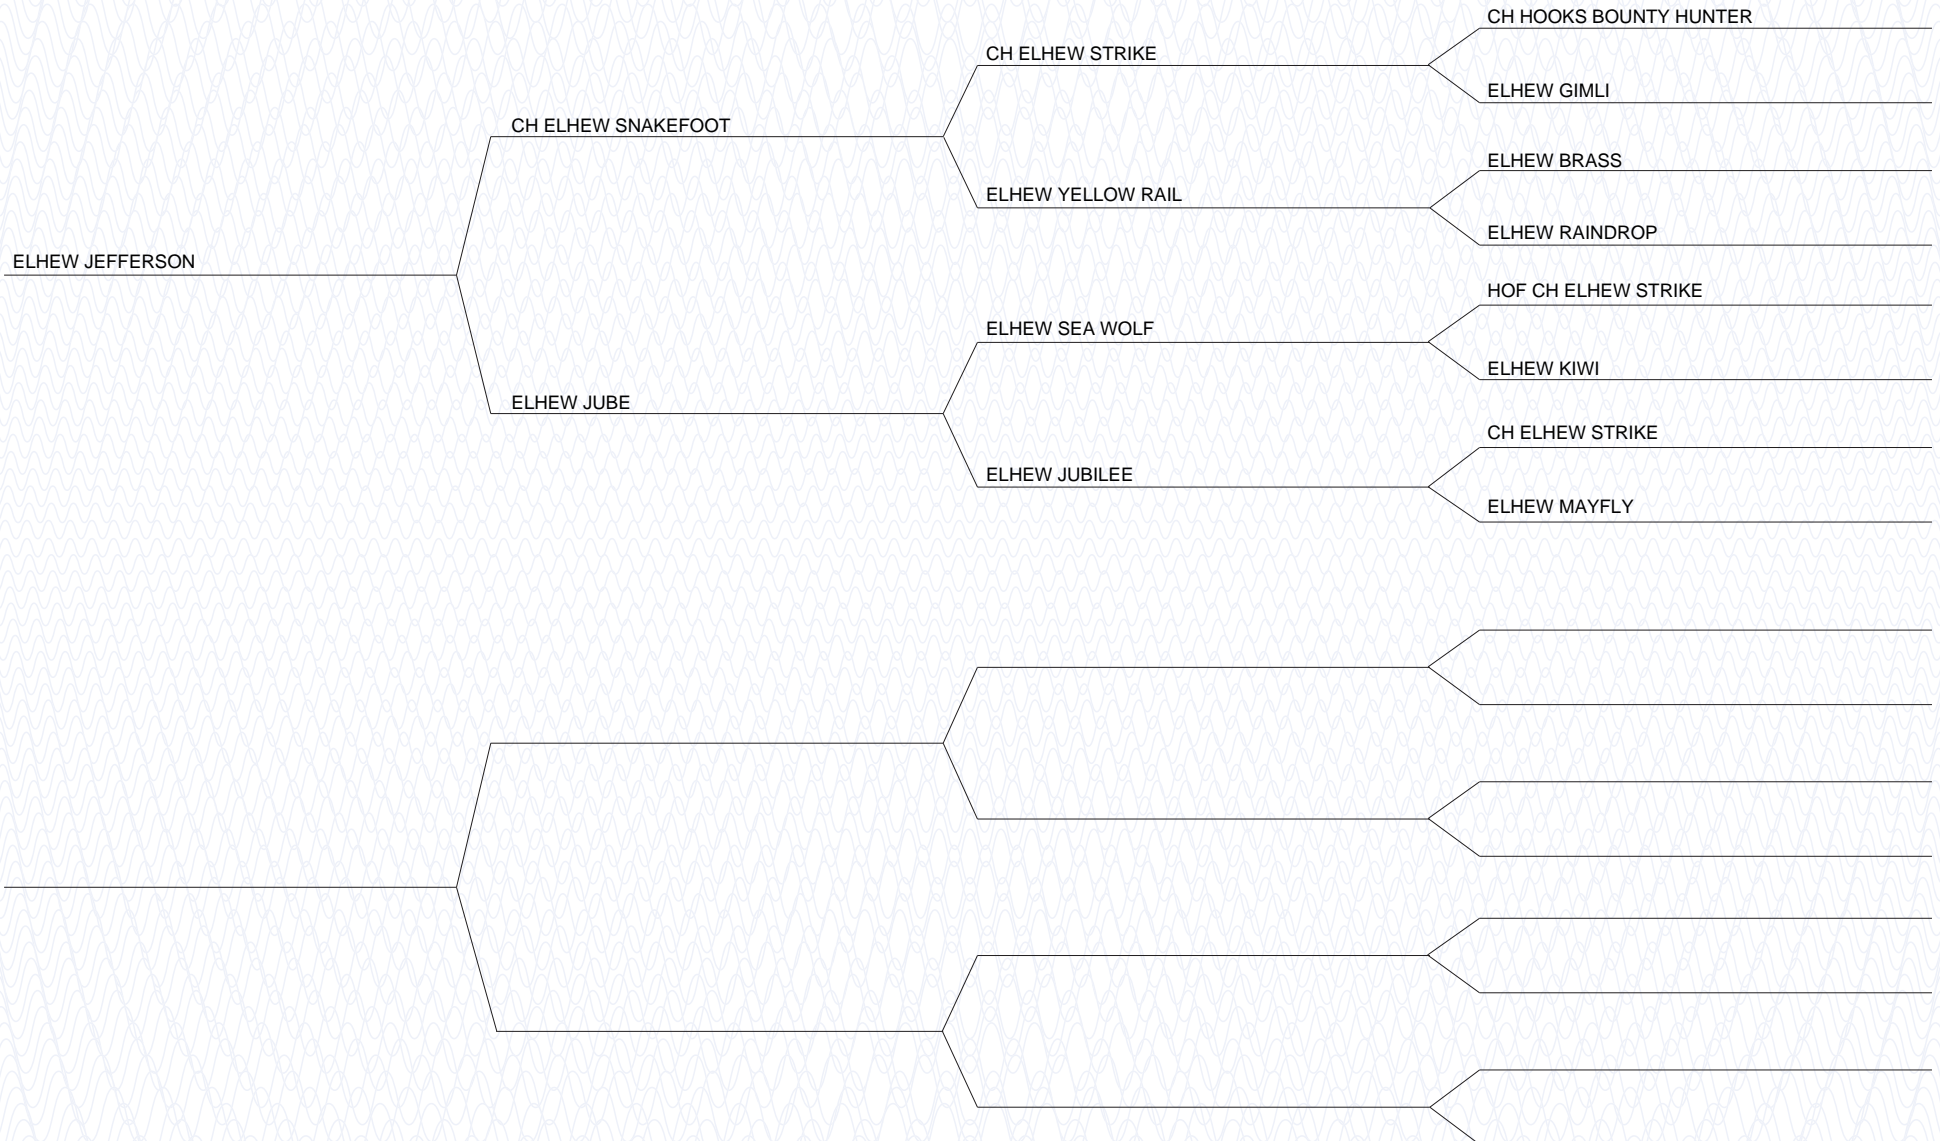 CH HOOKS BOUNTY HUNTER
CH ELHEW STRIKE
ELHEW GIMLI
CH ELHEW SNAKEFOOT
ELHEW BRASS
ELHEW YELLOW RAIL
ELHEW RAINDROP
ELHEW JEFFERSON
HOF CH ELHEW STRIKE
ELHEW SEA WOLF
ELHEW KIWI
ELHEW JUBE
CH ELHEW STRIKE
ELHEW JUBILEE
ELHEW MAYFLY